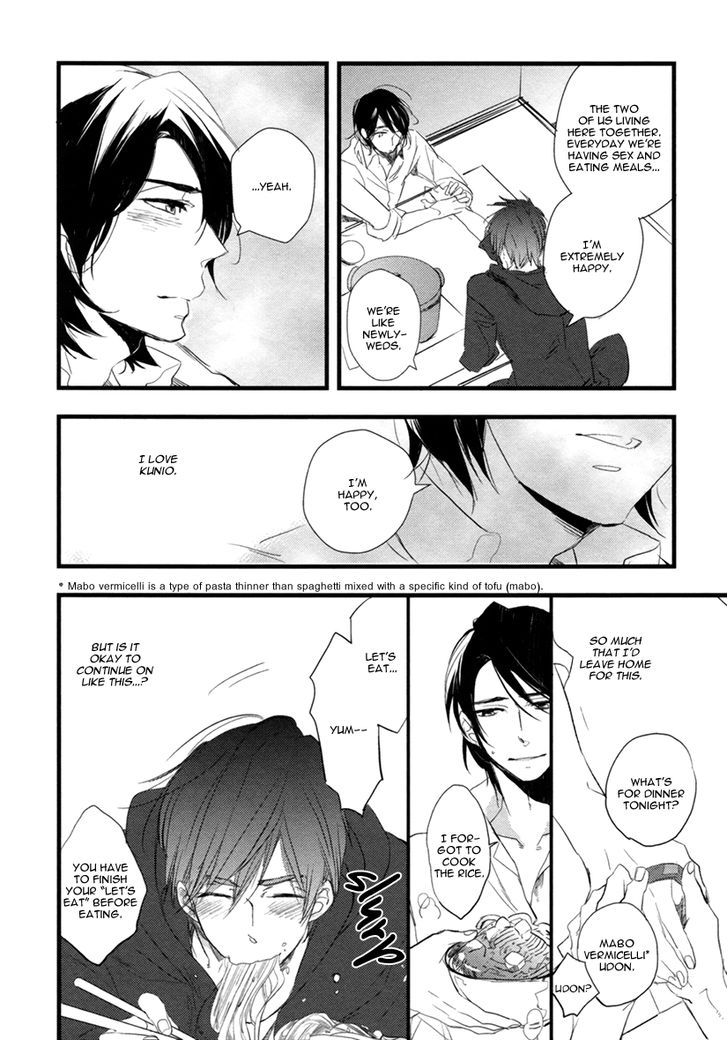 THE TWO
OF US LIVING
HERE TOGETHER.
EVERYDAY WE'RE
HAVING SEX AND
EATING MEALS...
I'M
EXTREMELY
HAPPY.
WE'RE
LIKE
NEWLY-
WEDS.
...YEAH.
I'M
HAPPY,
TOO.
I LOVE
KUNIO.
* Mabo vermicelli is a type of pasta thinner than spaghetti mixed with a specific kind of tofu (mabo).
SO MUCH
THAT I'D
LEAVE HOME
FOR THIS.
WHAT'S
FOR DINNER
TONIGHT?
MABO
VERMICELLI*
UDON.
UDON?
I FOR-
GOT TO
COOK
THE RICE.
LET'S
EAT...
YUM--
BUT IS IT
OKAY TO
CONTINUE ON
LIKE THIS...?
slurp
YOU HAVE
TO FINISH
YOUR "LET'S
EAT" BEFORE
EATING.